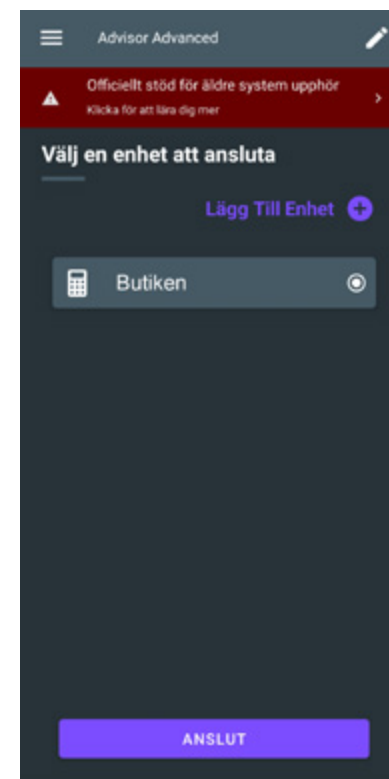 Advisor Advanced
Officiellt stöd för äldre system upphör
Klicka för att lära dig mer
Välj en enhet att ansluta
Lägg Till Enhet
Butiken
ANSLUT